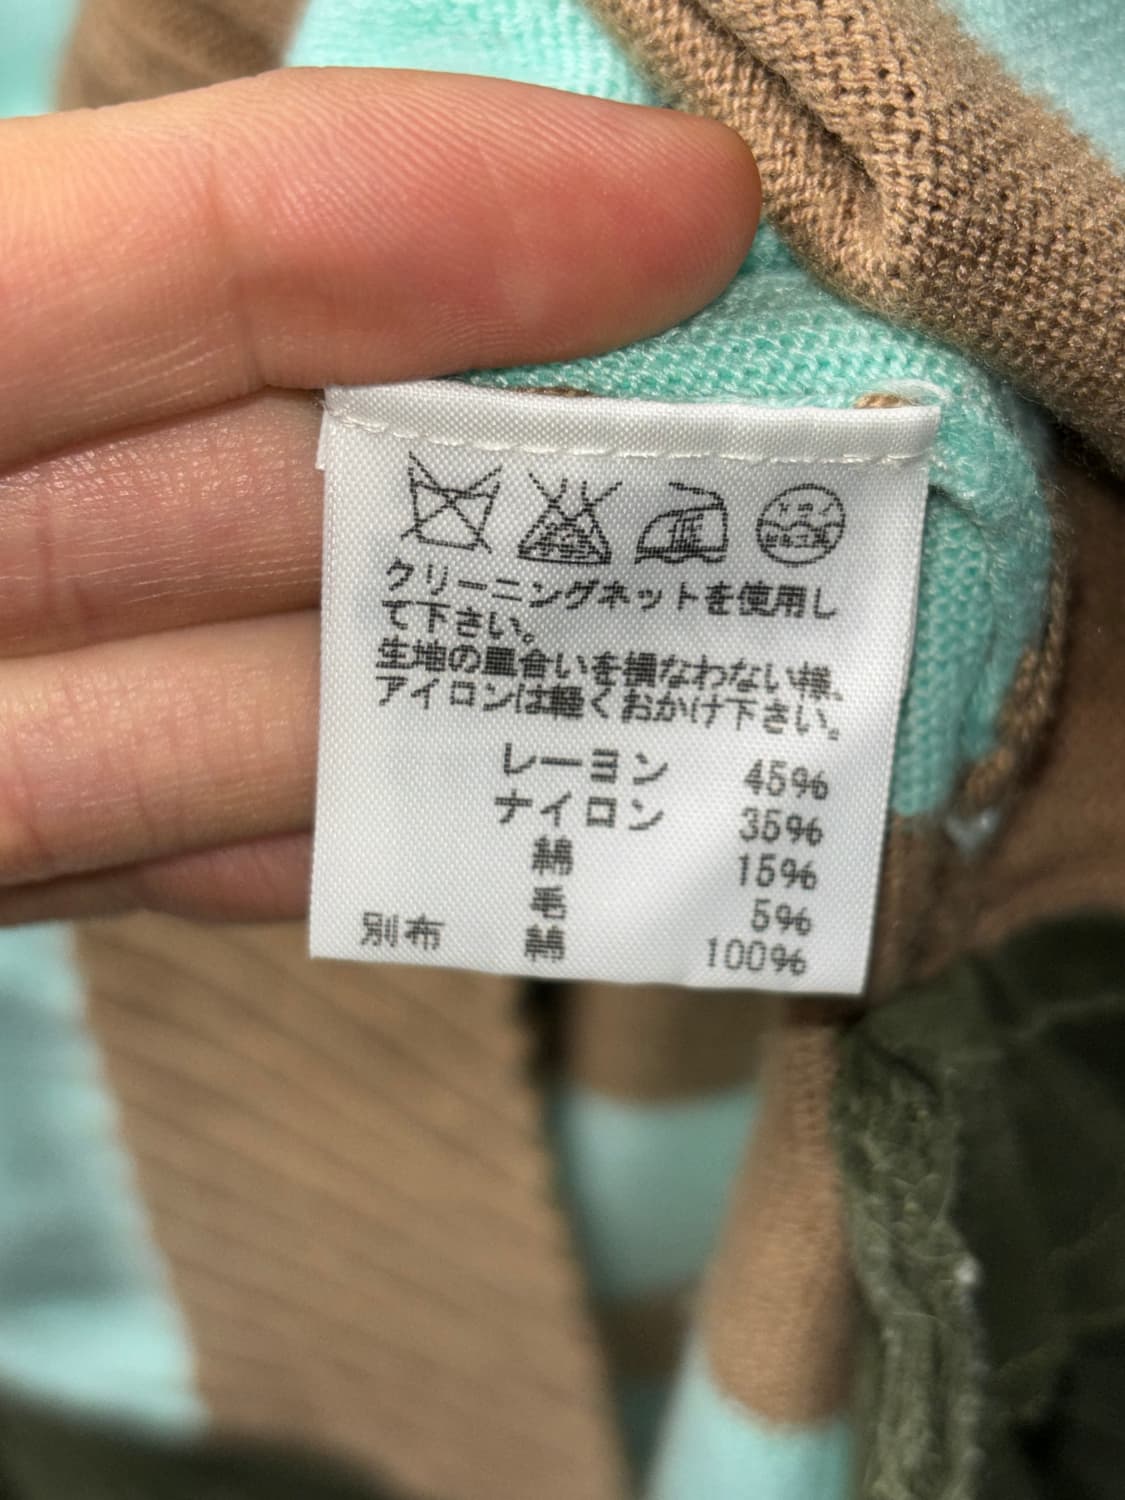 クリーニングネットを使用し
て下さい。
生地の風合いを損なわない様、
アイロンは軽くおかけ下さい。
レーヨン 45%
ナイロン 35%
綿 15%
毛 5%
別布 綿 100%